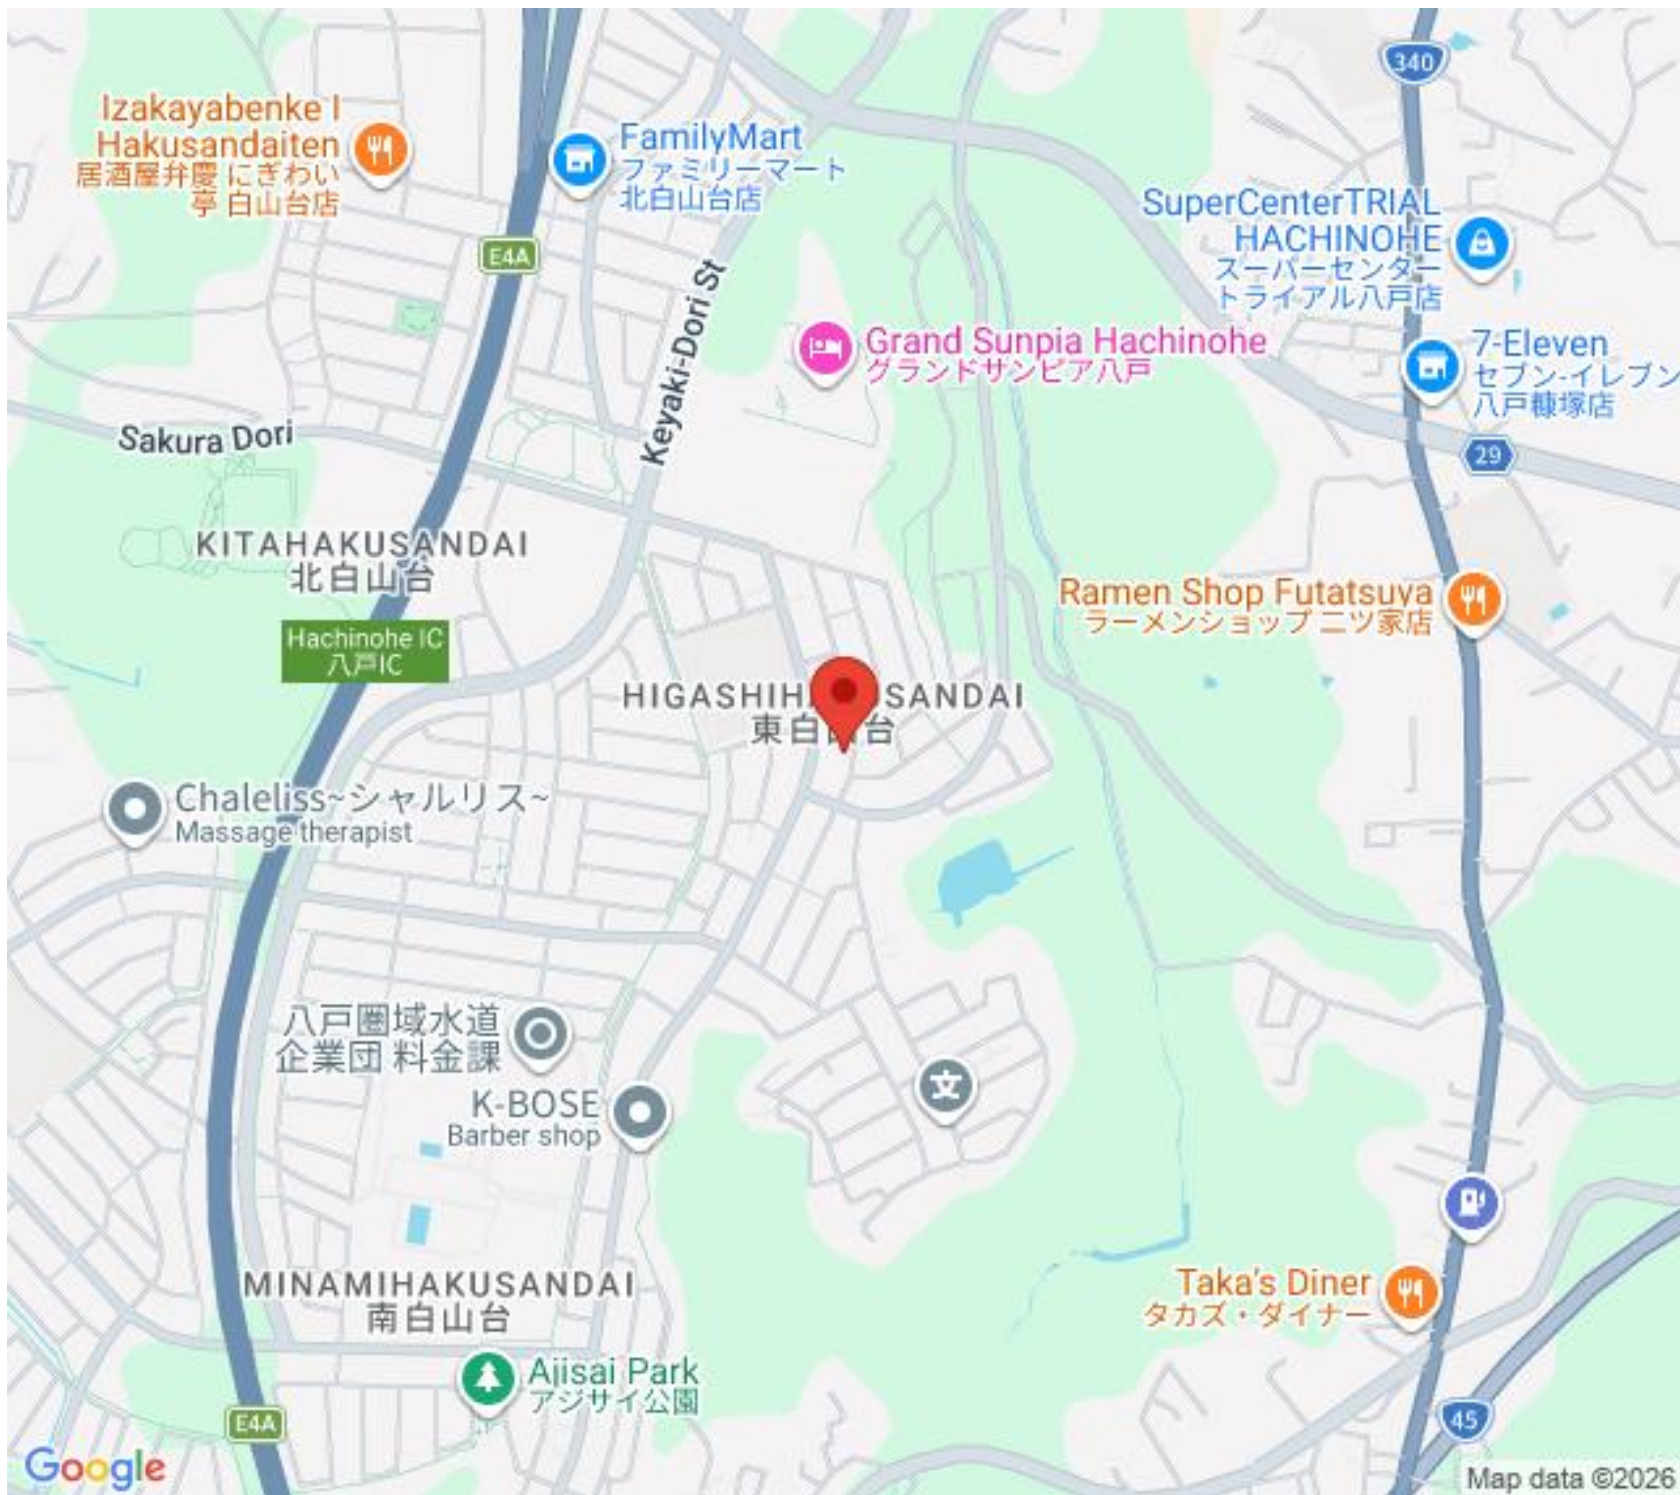 340
Izakayabenke I
Hakusandaiten
居酒屋弁慶 にぎわい
亭 白山台店
FamilyMart
ファミリーマート
北白山台店
SuperCenterTRIAL
HACHINOHE
スーパーセンター
トライアル八戸店
E4A
Keyaki-Dori St
Grand Sunpia Hachinohe
グランドサンピア八戸
7-Eleven
セブン-イレブン
八戸糠塚店
Sakura Dori
29
KITAHAKUSANDAI
北白山台
Ramen Shop Futatsuya
ラーメンショップ 二ツ家店
Hachinohe IC
八戸IC
HIGASHIH USANDAI
東白 台
Chaleliss~シャルリス~
Massage therapist
八戸圏域水道
企業団 料金課
文
K-BOSE
Barber shop
MINAMIHAKUSANDAI
南白山台
Taka's Diner
タカズ・ダイナー
Ajisai Park
アジサイ公園
E4A
45
Google
Map data ©2026